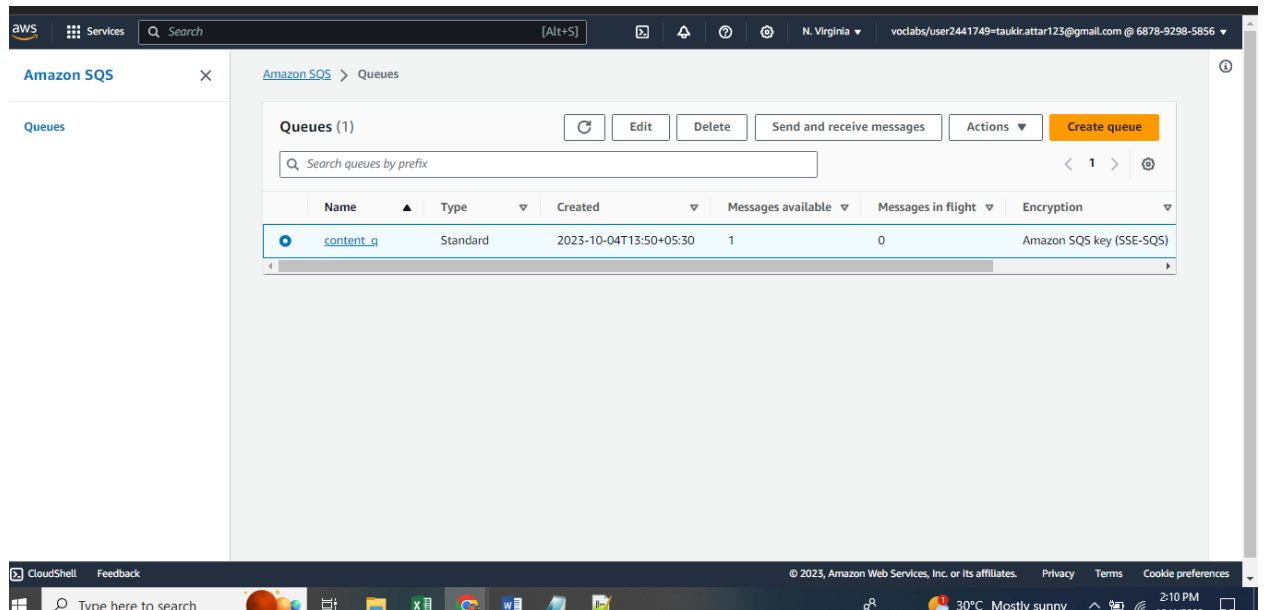 aws Services Search [Alt+S] N. Virginia voclabs/user2441749=taukir.attar123@gmail.com @ 6878-9298-5856
Amazon SQS
Amazon SQS > Queues
Queues
Queues (1) Edit Delete Send and receive messages Actions Create queue
Search queues by prefix
1
Name Type Created Messages available Messages in flight Encryption
content_q Standard 2023-10-04T13:50+05:30 1 0 Amazon SQS key (SSE-SQS)
CloudShell Feedback © 2023, Amazon Web Services, Inc. or its affiliates. Privacy Terms Cookie preferences
Type here to search 1 30°C Mostly sunny 2:10 PM